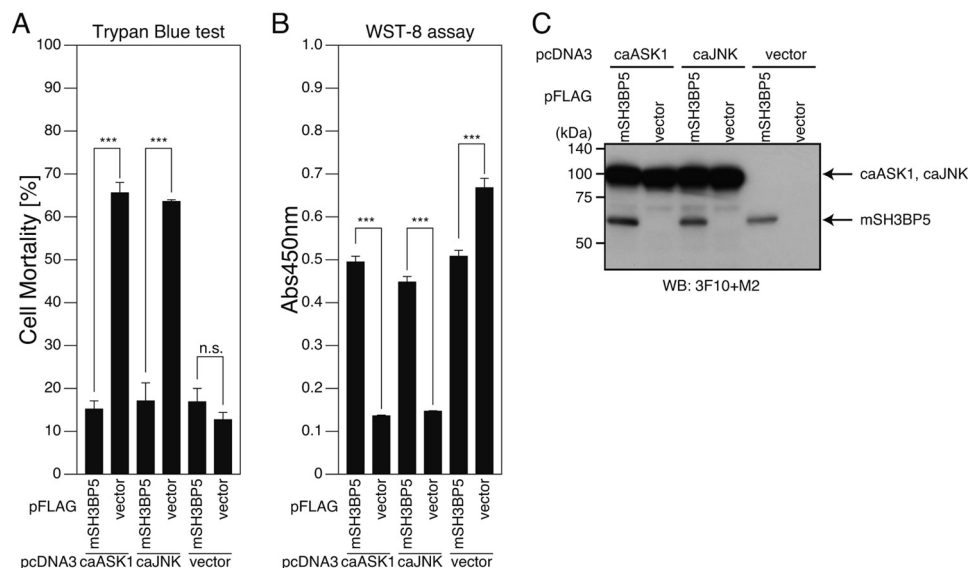 A
Trypan Blue test
Cell Mortality [%]
100
90
80
70
60
50
40
30
20
10
0
***
***
n.s.
pFLAG
mSH3BP5
vector
mSH3BP5
vector
mSH3BP5
vector
pcDNA3
caASK1
caJNK
vector
B
WST-8 assay
Abs450nm
1.0
0.9
0.8
0.7
0.6
0.5
0.4
0.3
0.2
0.1
0
***
***
***
pFLAG
mSH3BP5
vector
mSH3BP5
vector
mSH3BP5
vector
pcDNA3
caASK1
caJNK
vector
C
pcDNA3
caASK1
caJNK
vector
pFLAG
mSH3BP5
vector
mSH3BP5
vector
mSH3BP5
vector
(kDa)
140
100
75
50
caASK1, caJNK
mSH3BP5
WB: 3F10+M2